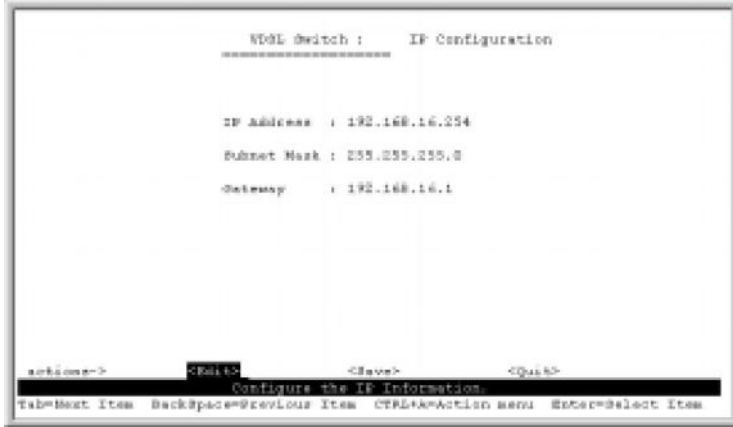 VDSL Switch : IP Configuration
====================
IP Address : 192.168.16.254
Subnet Mask : 255.255.255.0
Gateway : 192.168.16.1
actions-> <Edit> <Save> <Quit>
Configure the IP Information.
Tab=Next Item BackSpace=Previous Item CTRL+A=Action menu Enter=Select Item